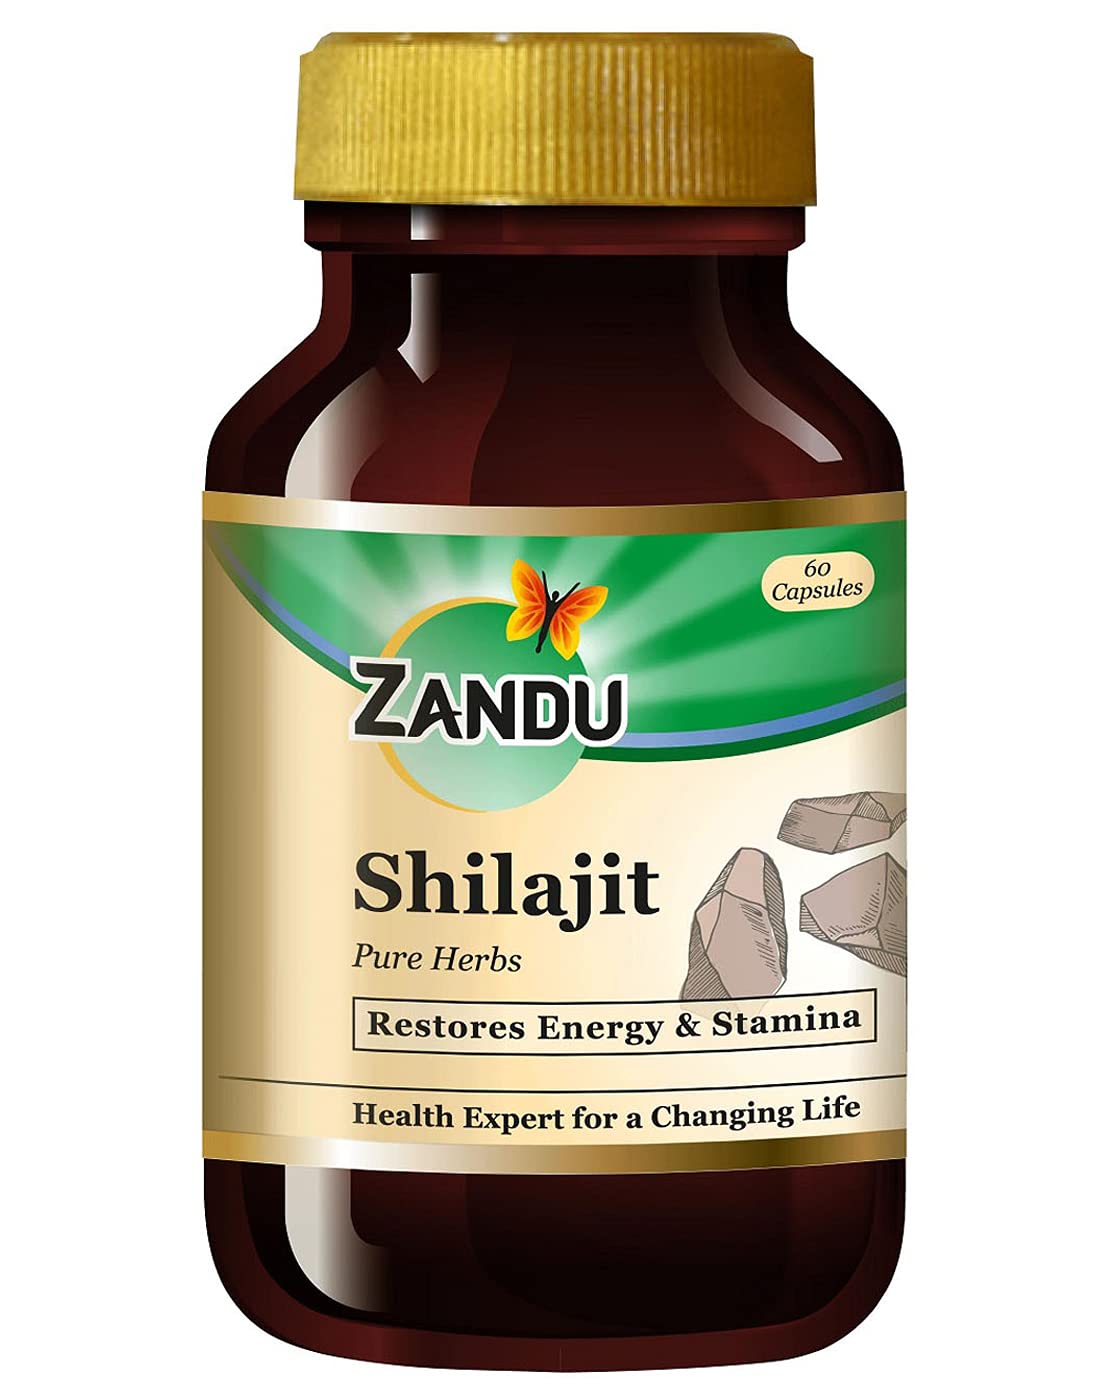 60
Capsules
ZANDU
Shilajit
Pure Herbs
Restores Energy & Stamina
Health Expert for a Changing Life